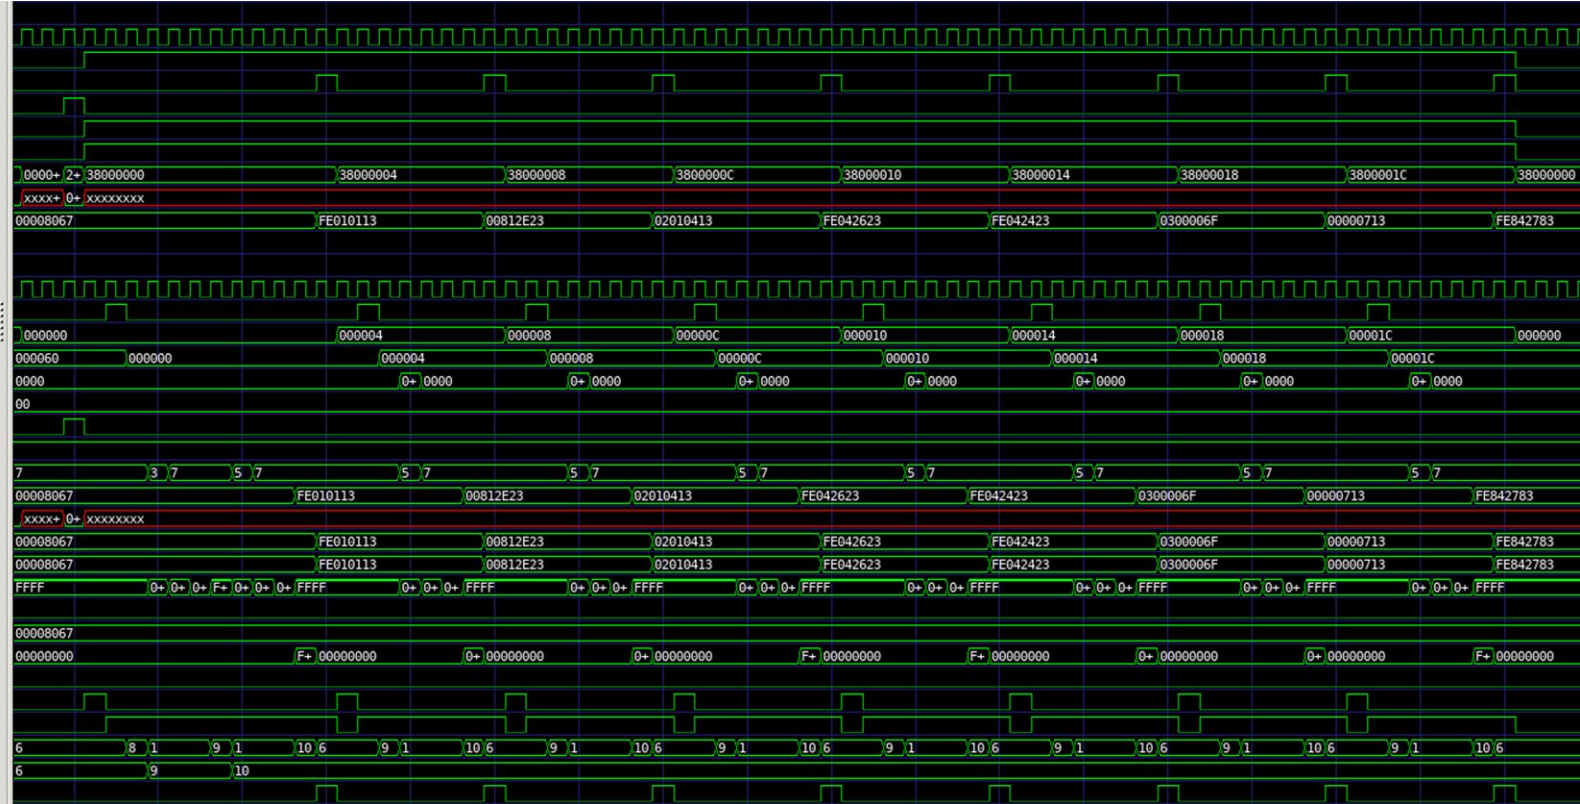 0000+ 2+ 38000000 38000004 38000008 3800000C 38000010 38000014 38000018 3800001C 38000000
xxxx+ 0+ xxxxxxxx
00008067 FE010113 00812E23 02010413 FE042623 FE042423 0300006F 00000713 FE842783
000000 000004 000008 00000C 000010 000014 000018 00001C 000000
000060 000000 000004 000008 00000C 000010 000014 000018 00001C
0000 0+ 0000 0+ 0000 0+ 0000 0+ 0000 0+ 0000 0+ 0000 0+ 0000
00
7 3 7 5 7 5 7 5 7 5 7 5 7 5 7 5 7 5 7
00008067 FE010113 00812E23 02010413 FE042623 FE042423 0300006F 00000713 FE842783
xxxx+ 0+ xxxxxxxx
00008067 FE010113 00812E23 02010413 FE042623 FE042423 0300006F 00000713 FE842783
00008067 FE010113 00812E23 02010413 FE042623 FE042423 0300006F 00000713 FE842783
FFFF 0+ 0+ 0+ F+ 0+ 0+ 0+ FFFF 0+ 0+ 0+ FFFF 0+ 0+ 0+ FFFF 0+ 0+ 0+ FFFF 0+ 0+ 0+ FFFF 0+ 0+ 0+ FFFF 0+ 0+ 0+ FFFF 0+ 0+ 0+ FFFF
00008067
00000000 F+ 00000000 0+ 00000000 0+ 00000000 F+ 00000000 F+ 00000000 0+ 00000000 0+ 00000000 F+ 00000000
6 8 1 9 1 10 6 9 1 10 6 9 1 10 6 9 1 10 6 9 1 10 6 9 1 10 6 9 1 10 6 9 1 10 6
6 9 10